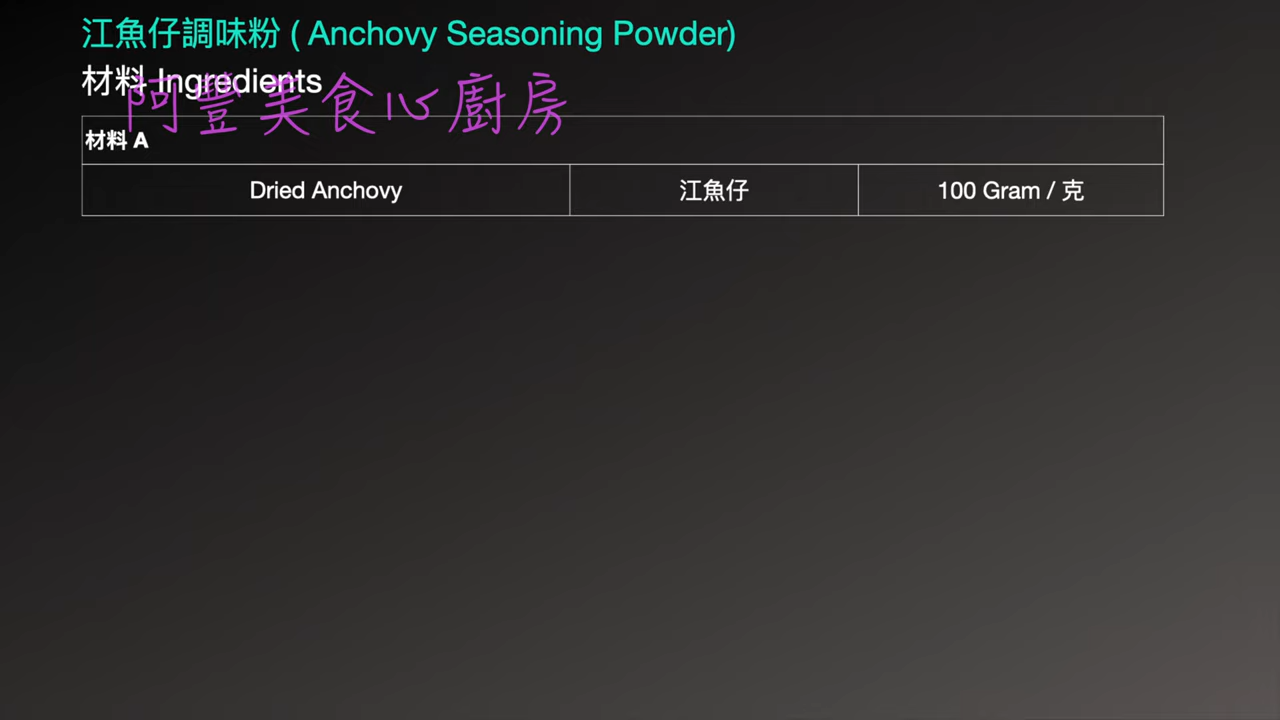 江魚仔調味粉 ( Anchovy Seasoning Powder)
材料 Ingredients
阿豐美食心廚房
材料 A
Dried Anchovy 江魚仔 100 Gram / 克